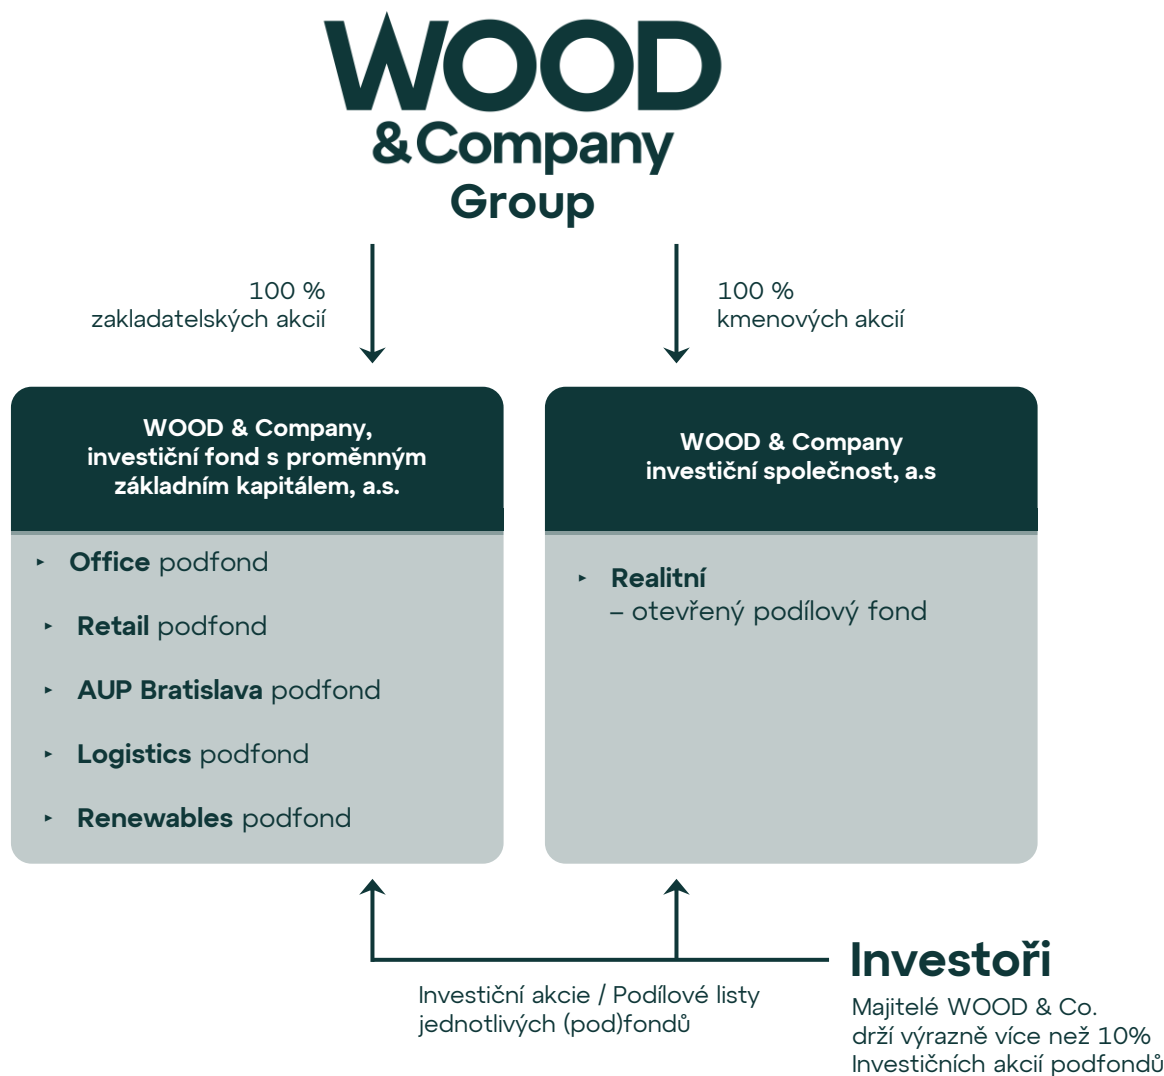 WOOD
&Company
Group
100 %
zakladatelských akcií
100 %
kmenových akcií
WOOD & Company,
investiční fond s proměnným
základním kapitálem, a.s.
WOOD & Company
investiční společnost, a.s
‣ Office podfond
‣ Retail podfond
‣ AUP Bratislava podfond
‣ Logistics podfond
‣ Renewables podfond
‣ Realitní
– otevřený podílový fond
Investiční akcie / Podílové listy
jednotlivých (pod)fondů
Investoři
Majitelé WOOD & Co.
drží výrazně více než 10%
Investičních akcií podfondů